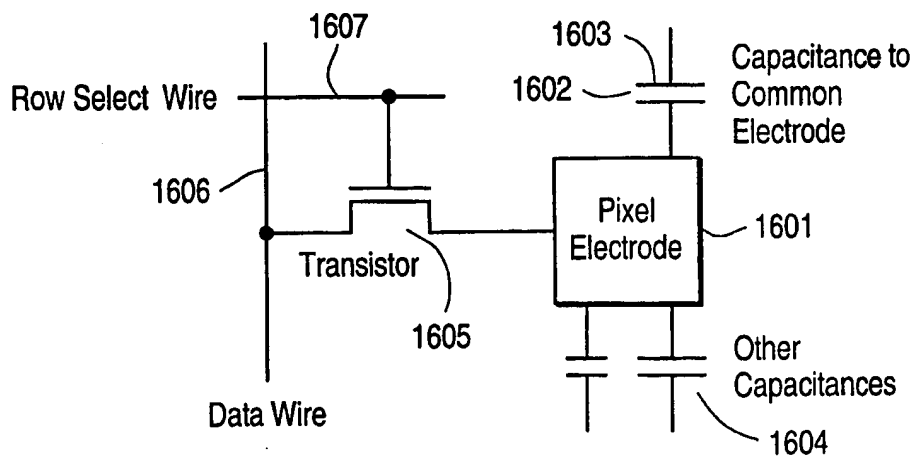 1607
Row Select Wire
1606
Transistor
1605
Data Wire
1603
1602
Capacitance to
Common
Electrode
Pixel
Electrode
1601
Other
Capacitances
1604